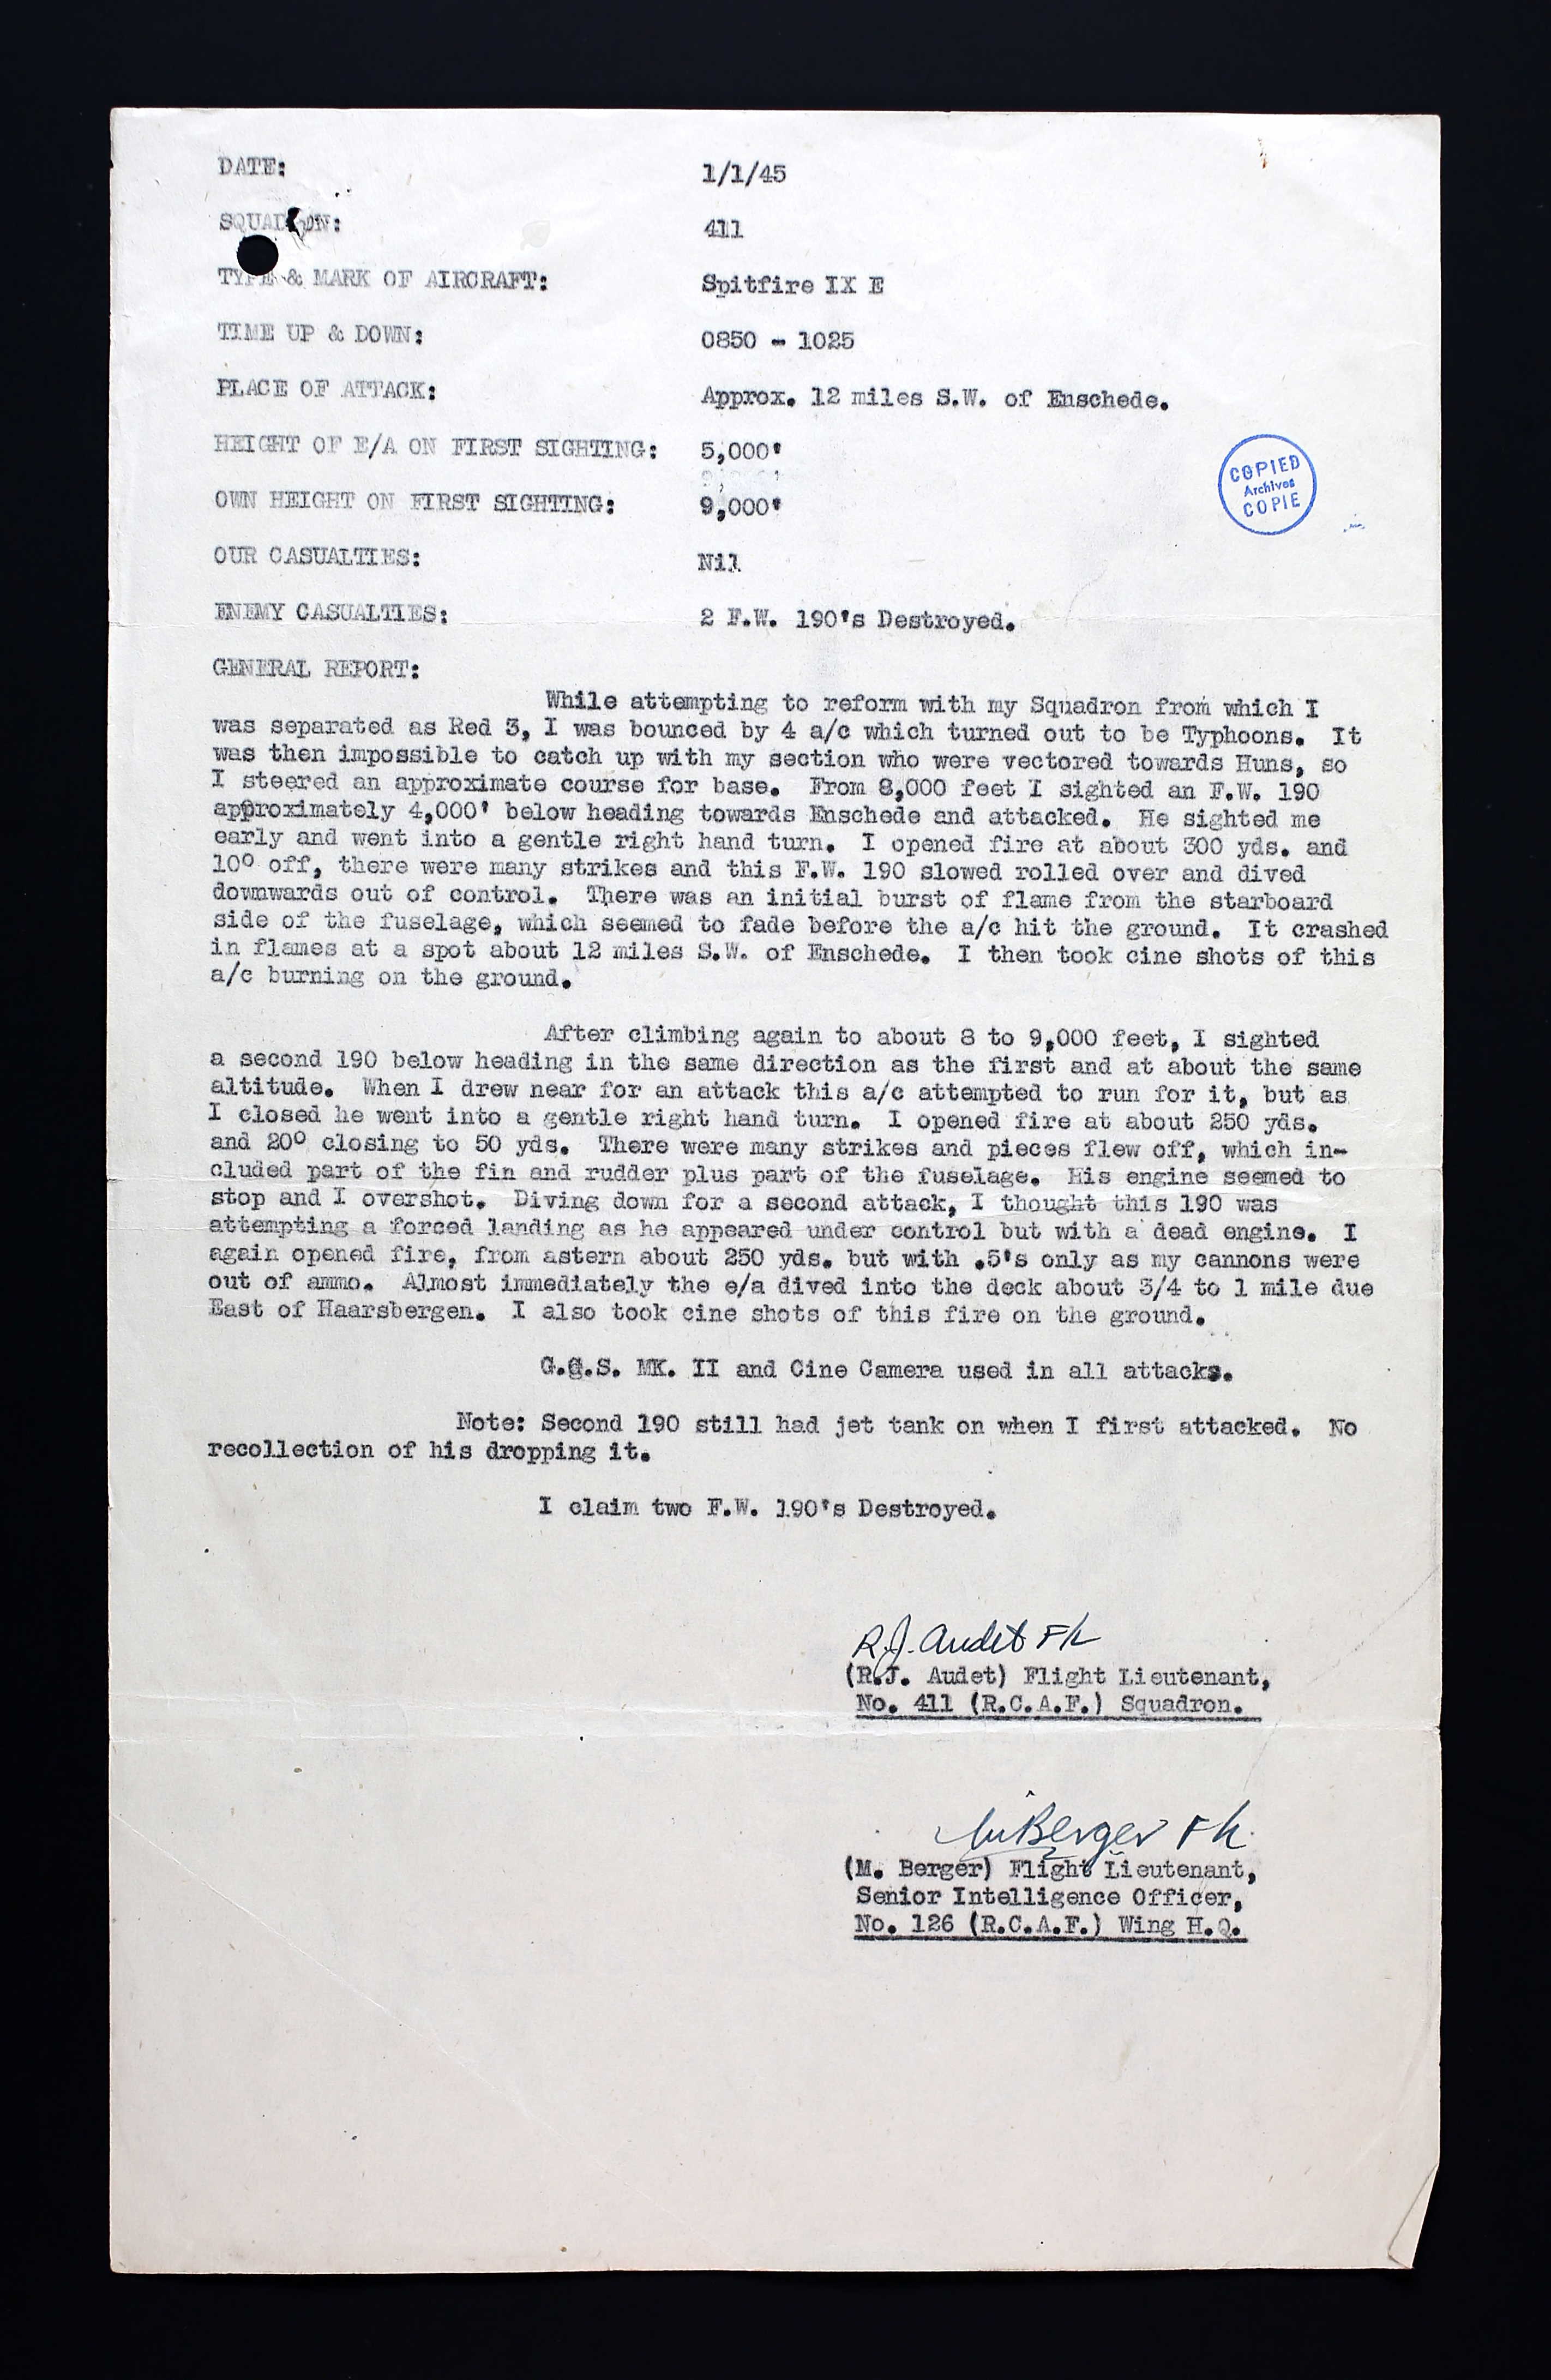 DATE: 1/1/45
SQUADRON: 411
TYPE & MARK OF AIRCRAFT: Spitfire IX E
TIME UP & DOWN: 0850 - 1025
PLACE OF ATTACK: Approx. 12 miles S.W. of Enschede.
HEIGHT OF E/A ON FIRST SIGHTING: 5,000'
OWN HEIGHT ON FIRST SIGHTING: 9,000'
COPIED
Archives
COPIE
OUR CASUALTIES: Nil
ENEMY CASUALTIES: 2 F.W. 190's Destroyed.
GENERAL REPORT:
While attempting to reform with my Squadron from which I
was separated as Red 3, I was bounced by 4 a/c which turned out to be Typhoons. It
was then impossible to catch up with my section who were vectored towards Huns, so
I steered an approximate course for base. From 8,000 feet I sighted an F.W. 190
approximately 4,000' below heading towards Enschede and attacked. He sighted me
early and went into a gentle right hand turn. I opened fire at about 300 yds. and
10° off, there were many strikes and this F.W. 190 slowed rolled over and dived
downwards out of control. There was an initial burst of flame from the starboard
side of the fuselage, which seemed to fade before the a/c hit the ground. It crashed
in flames at a spot about 12 miles S.W. of Enschede. I then took cine shots of this
a/c burning on the ground.
After climbing again to about 8 to 9,000 feet, I sighted
a second 190 below heading in the same direction as the first and at about the same
altitude. When I drew near for an attack this a/c attempted to run for it, but as
I closed he went into a gentle right hand turn. I opened fire at about 250 yds.
and 20° closing to 50 yds. There were many strikes and pieces flew off, which in-
cluded part of the fin and rudder plus part of the fuselage. His engine seemed to
stop and I overshot. Diving down for a second attack, I thought this 190 was
attempting a forced landing as he appeared under control but with a dead engine. I
again opened fire, from astern about 250 yds. but with .5's only as my cannons were
out of ammo. Almost immediately the e/a dived into the deck about 3/4 to 1 mile due
East of Haarsbergen. I also took cine shots of this fire on the ground.
G.G.S. MK. II and Cine Camera used in all attacks.
Note: Second 190 still had jet tank on when I first attacked. No
recollection of his dropping it.
I claim two F.W. 190's Destroyed.
R.J. Audet F/L
(R.J. Audet) Flight Lieutenant,
No. 411 (R.C.A.F.) Squadron.
M Berger F/L
(M. Berger) Flight Lieutenant,
Senior Intelligence Officer,
No. 126 (R.C.A.F.) Wing H.Q.